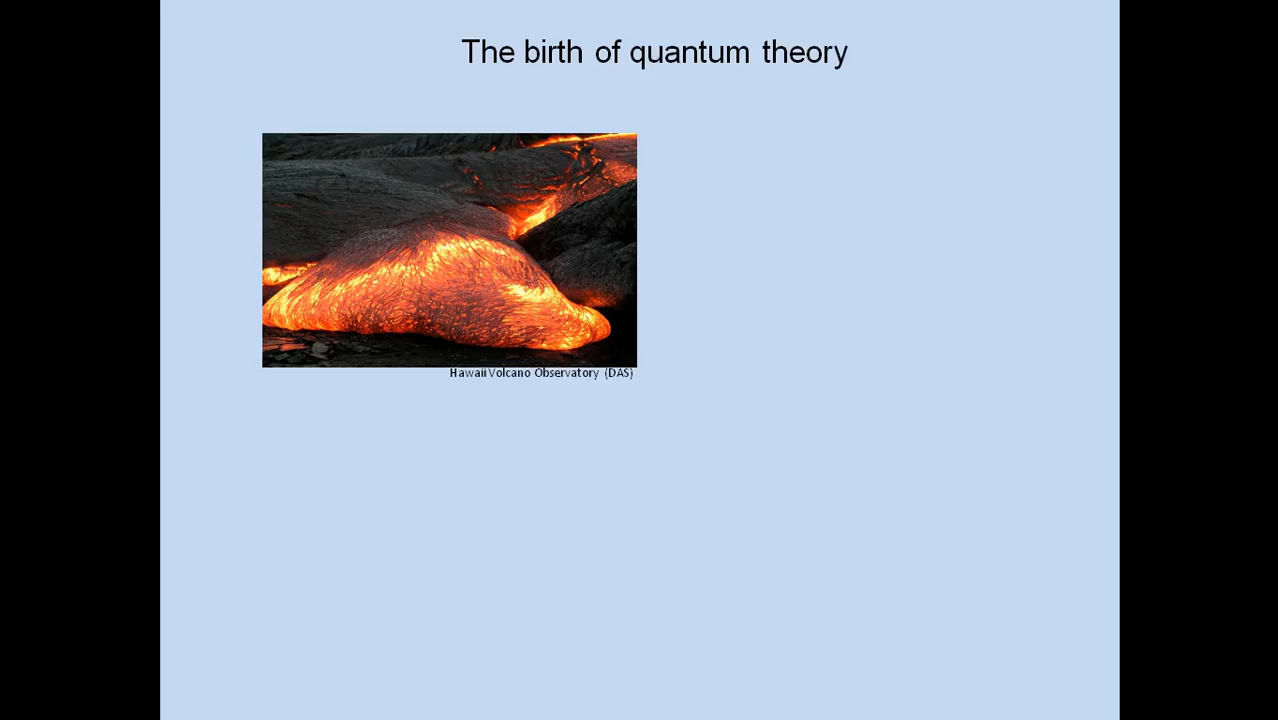 The birth of quantum theory
Hawaii Volcano Observatory (DAS)